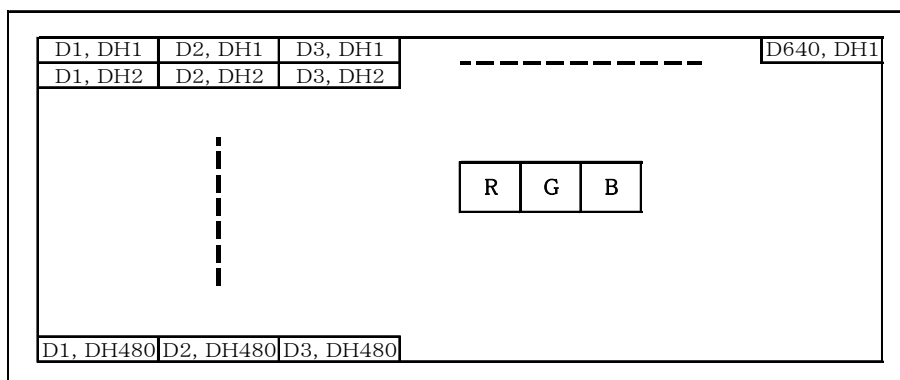 D1, DH1 D2, DH1 D3, DH1 D640, DH1
D1, DH2 D2, DH2 D3, DH2
R G B
D1, DH480 D2, DH480 D3, DH480